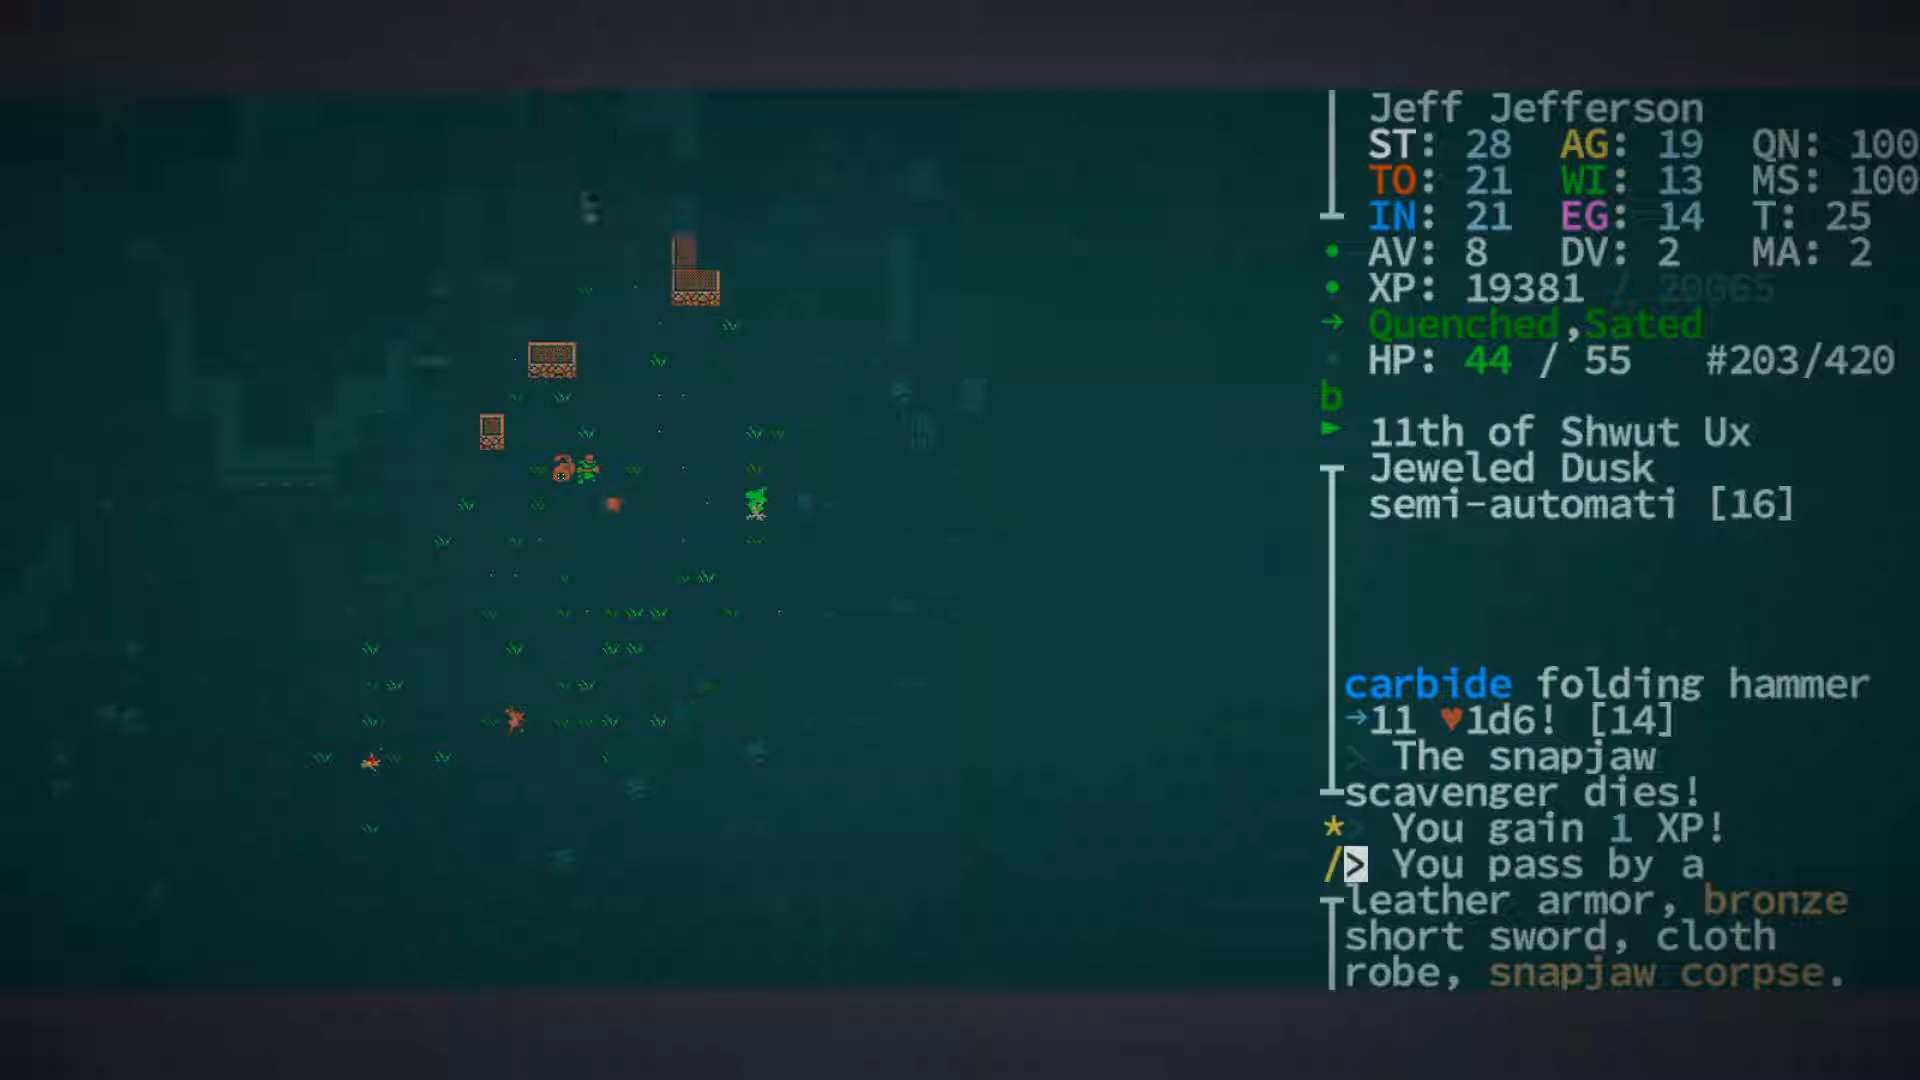 Jeff Jefferson
ST: 28 AG: 19 QN: 100
TO: 21 WI: 13 MS: 100
IN: 21 EG: 14 T: 25
AV: 8 DV: 2 MA: 2
XP: 19381 / 20065
Quenched,Sated
HP: 44 / 55 #203/420
b
11th of Shwut Ux
Jeweled Dusk
semi-automati [16]
carbide folding hammer
→11 ♥1d6! [14]
> The snapjaw
scavenger dies!
> You gain 1 XP!
> You pass by a
leather armor, bronze
short sword, cloth
robe, snapjaw corpse.